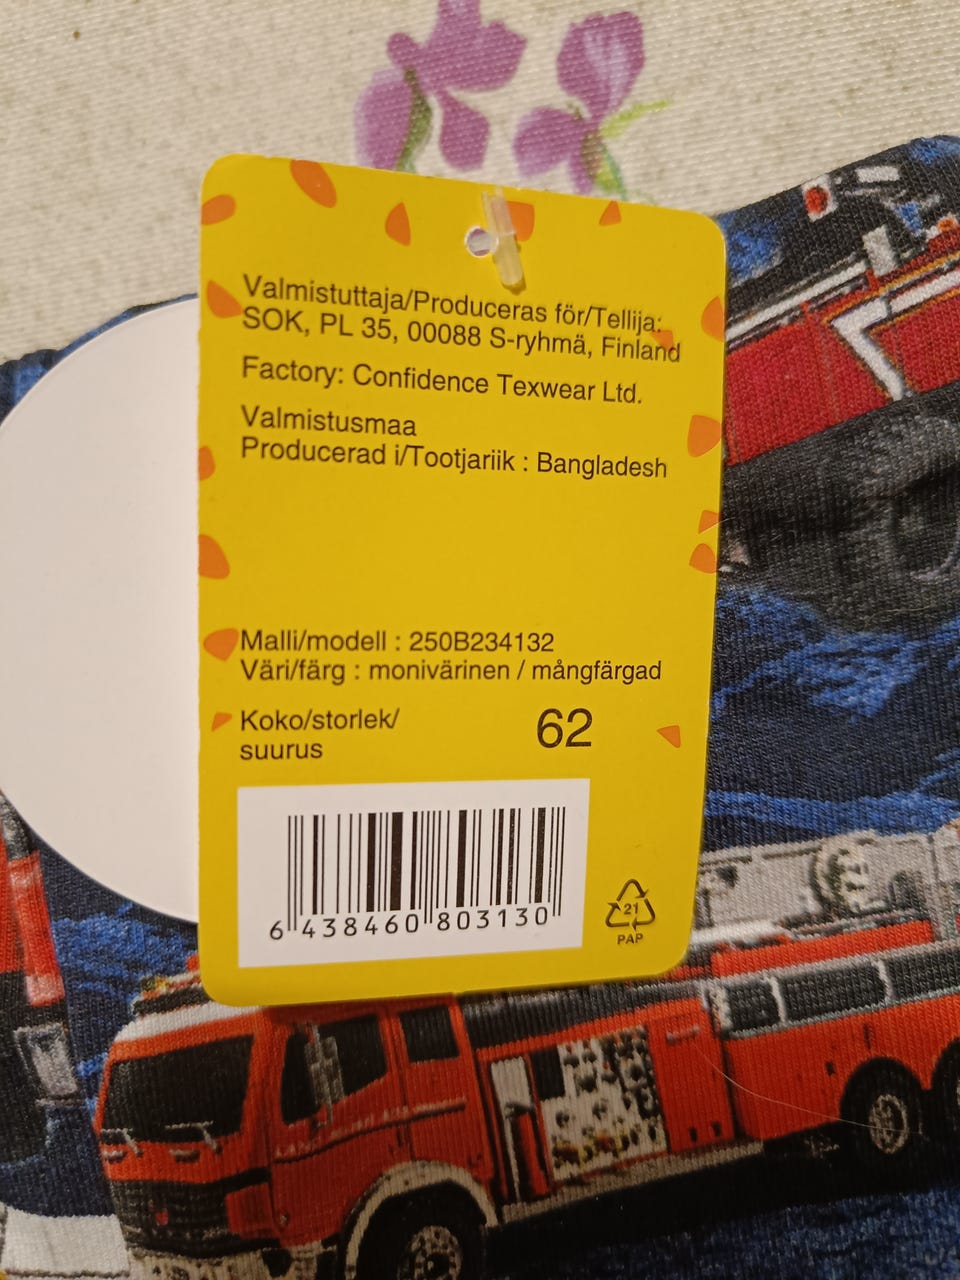 Valmistuttaja/Produceras för/Tellija:
SOK, PL 35, 00088 S-ryhmä, Finland
Factory: Confidence Texwear Ltd.
Valmistusmaa
Producerad i/Tootjariik : Bangladesh
Malli/modell : 250B234132
Väri/färg : monivärinen / mångfärgad
Koko/storlek/ 62
suurus
6 438460 803130
21
PAP